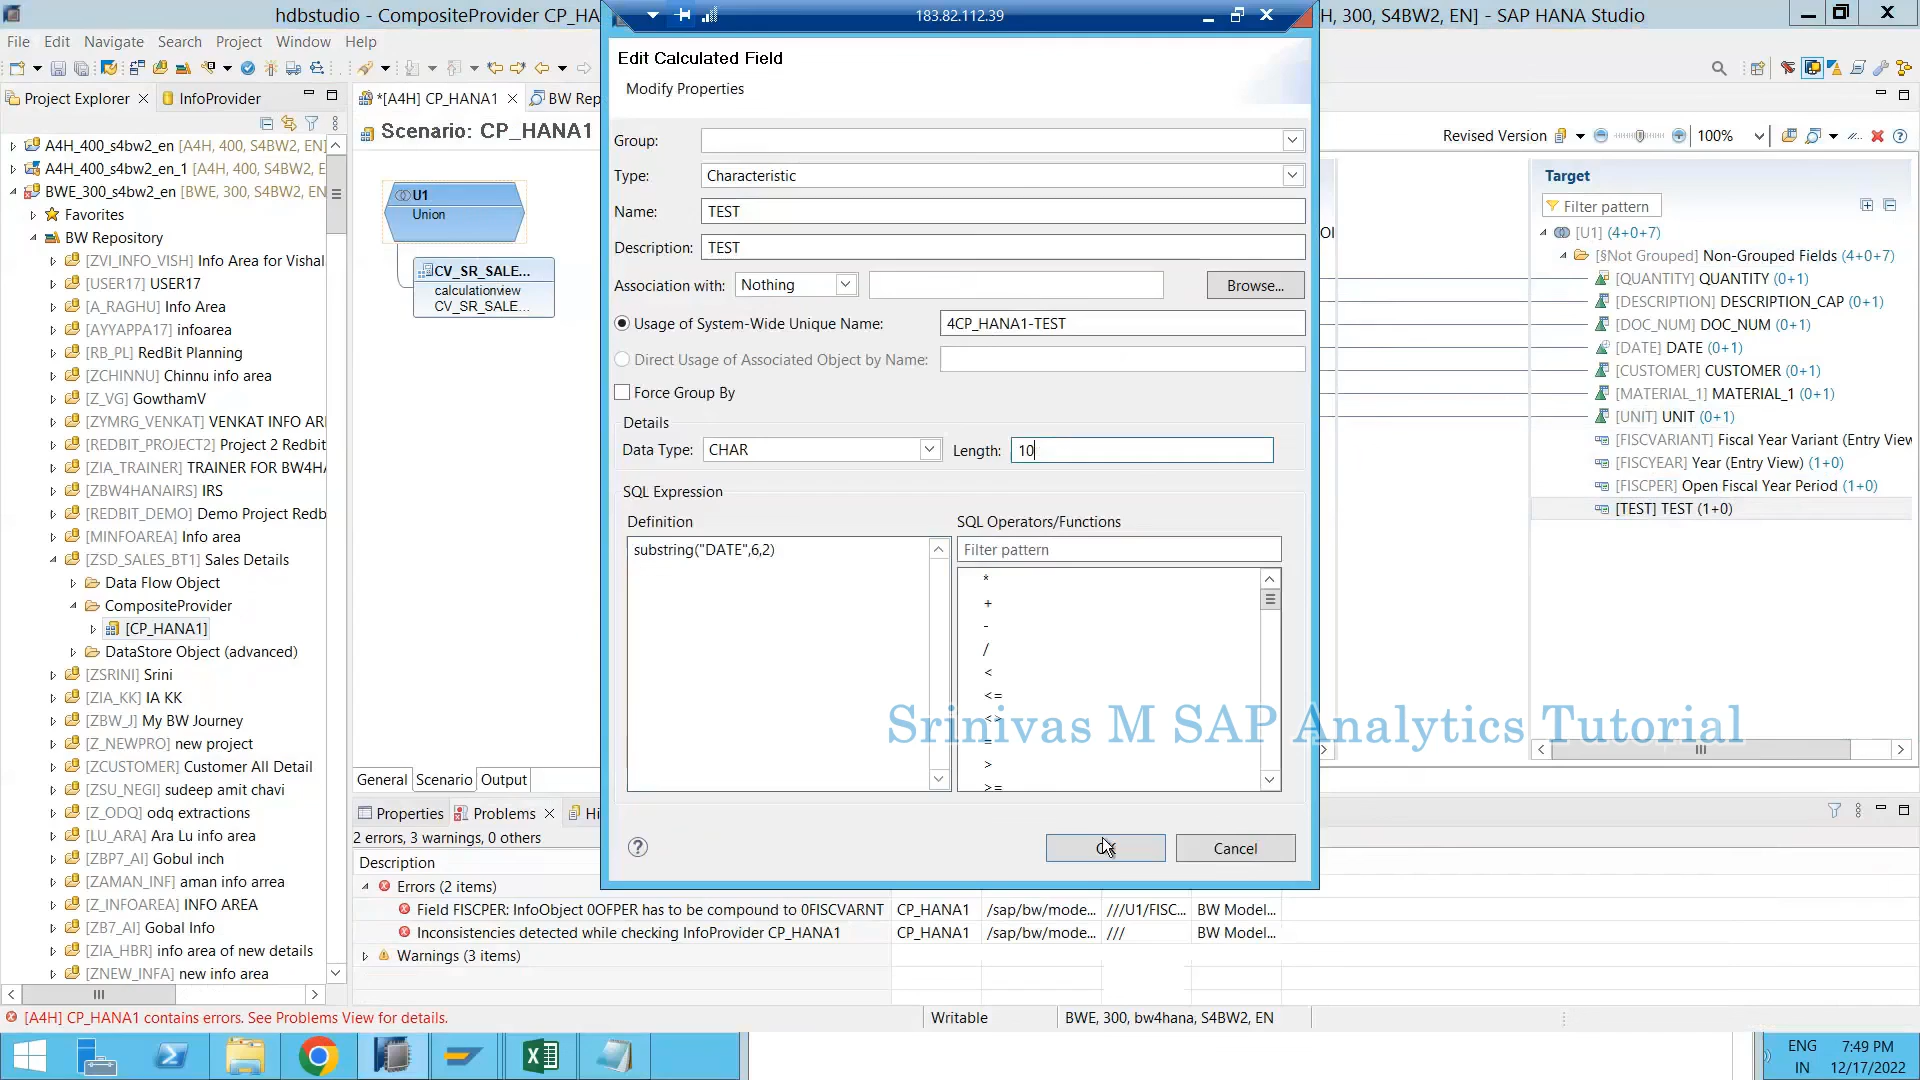 hdbstudio - CompositeProvider CP_H
183.82.112.39
H, 300, S4BW2, EN] - SAP HANA Studio
File Edit Navigate Search Project Window Help
Project Explorer
InfoProvider
*[A4H] CP_HANA1
BW Rep
Scenario: CP_HANA1
Revised Version
100%
A4H_400_s4bw2_en [A4H, 400, S4BW2, EN]
A4H_400_s4bw2_en_1 [A4H, 400, S4BW2, E
BWE_300_s4bw2_en [BWE, 300, S4BW2, EN
Favorites
BW Repository
[ZVI_INFO_VISH] Info Area for Vishal
[USER17] USER17
[A_RAGHU] Info Area
[AYYAPPA17] infoarea
[RB_PL] RedBit Planning
[ZCHINNU] Chinnu info area
[Z_VG] GowthamV
[ZYMRG_VENKAT] VENKAT INFO ARI
[REDBIT_PROJECT2] Project 2 Redbit
[ZIA_TRAINER] TRAINER FOR BW4H
[ZBW4HANAIRS] IRS
[REDBIT_DEMO] Demo Project Redb
[MINFOAREA] Info area
[ZSD_SALES_BT1] Sales Details
Data Flow Object
CompositeProvider
[CP_HANA1]
DataStore Object (advanced)
[ZSRINI] Srini
[ZIA_KK] IA KK
[ZBW_J] My BW Journey
[Z_NEWPRO] new project
[ZCUSTOMER] Customer All Detail
[ZSU_NEGI] sudeep amit chavi
[Z_ODQ] odq extractions
[LU_ARA] Ara Lu info area
[ZBP7_AI] Gobul inch
[ZAMAN_INF] aman info arrea
[Z_INFOAREA] INFO AREA
[ZB7_AI] Gobal Info
[ZIA_HBR] info area of new details
[ZNEW_INFA] new info area
U1
Union
CV_SR_SALE...
calculationview
CV_SR_SALE...
General Scenario Output
Edit Calculated Field
Modify Properties
Group:
Type: Characteristic
Name: TEST
Description: TEST
Association with: Nothing Browse...
Usage of System-Wide Unique Name: 4CP_HANA1-TEST
Direct Usage of Associated Object by Name:
Force Group By
Details
Data Type: CHAR Length: 10
SQL Expression
Definition SQL Operators/Functions
substring("DATE",6,2)
Filter pattern
*
+
-
/
<
<=
<>
=
>
>=
Cancel
Target
Filter pattern
[U1] (4+0+7)
[§Not Grouped] Non-Grouped Fields (4+0+7)
[QUANTITY] QUANTITY (0+1)
[DESCRIPTION] DESCRIPTION_CAP (0+1)
[DOC_NUM] DOC_NUM (0+1)
[DATE] DATE (0+1)
[CUSTOMER] CUSTOMER (0+1)
[MATERIAL_1] MATERIAL_1 (0+1)
[UNIT] UNIT (0+1)
[FISCVARIANT] Fiscal Year Variant (Entry View
[FISCYEAR] Year (Entry View) (1+0)
[FISCPER] Open Fiscal Year Period (1+0)
[TEST] TEST (1+0)
Srinivas M SAP Analytics Tutorial
Properties Problems Hi
2 errors, 3 warnings, 0 others
Description
Errors (2 items)
Field FISCPER: InfoObject 0OFPER has to be compound to 0FISCVARNT CP_HANA1 /sap/bw/mode... ///U1/FISC... BW Model...
Inconsistencies detected while checking InfoProvider CP_HANA1 CP_HANA1 /sap/bw/mode... /// BW Model...
Warnings (3 items)
[A4H] CP_HANA1 contains errors. See Problems View for details.
Writable
BWE, 300, bw4hana, S4BW2, EN
ENG 7:49 PM
IN 12/17/2022